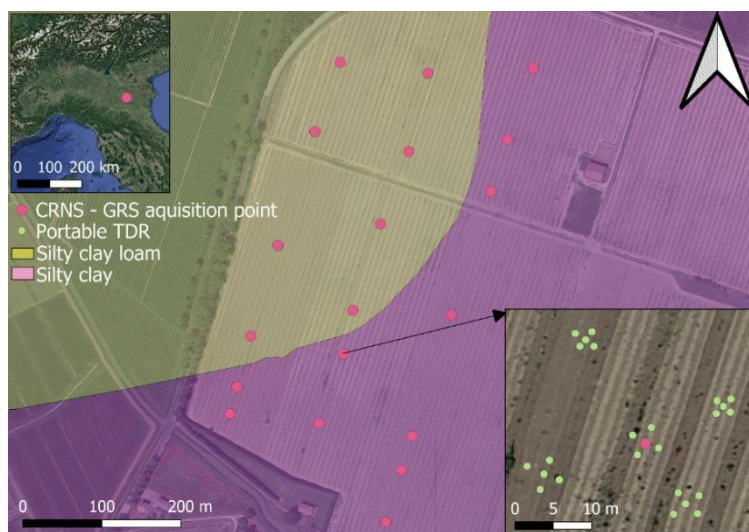 0 100 200 km
CRNS - GRS aquisition point
Portable TDR
Silty clay loam
Silty clay
0 100 200 m
0 5 10 m